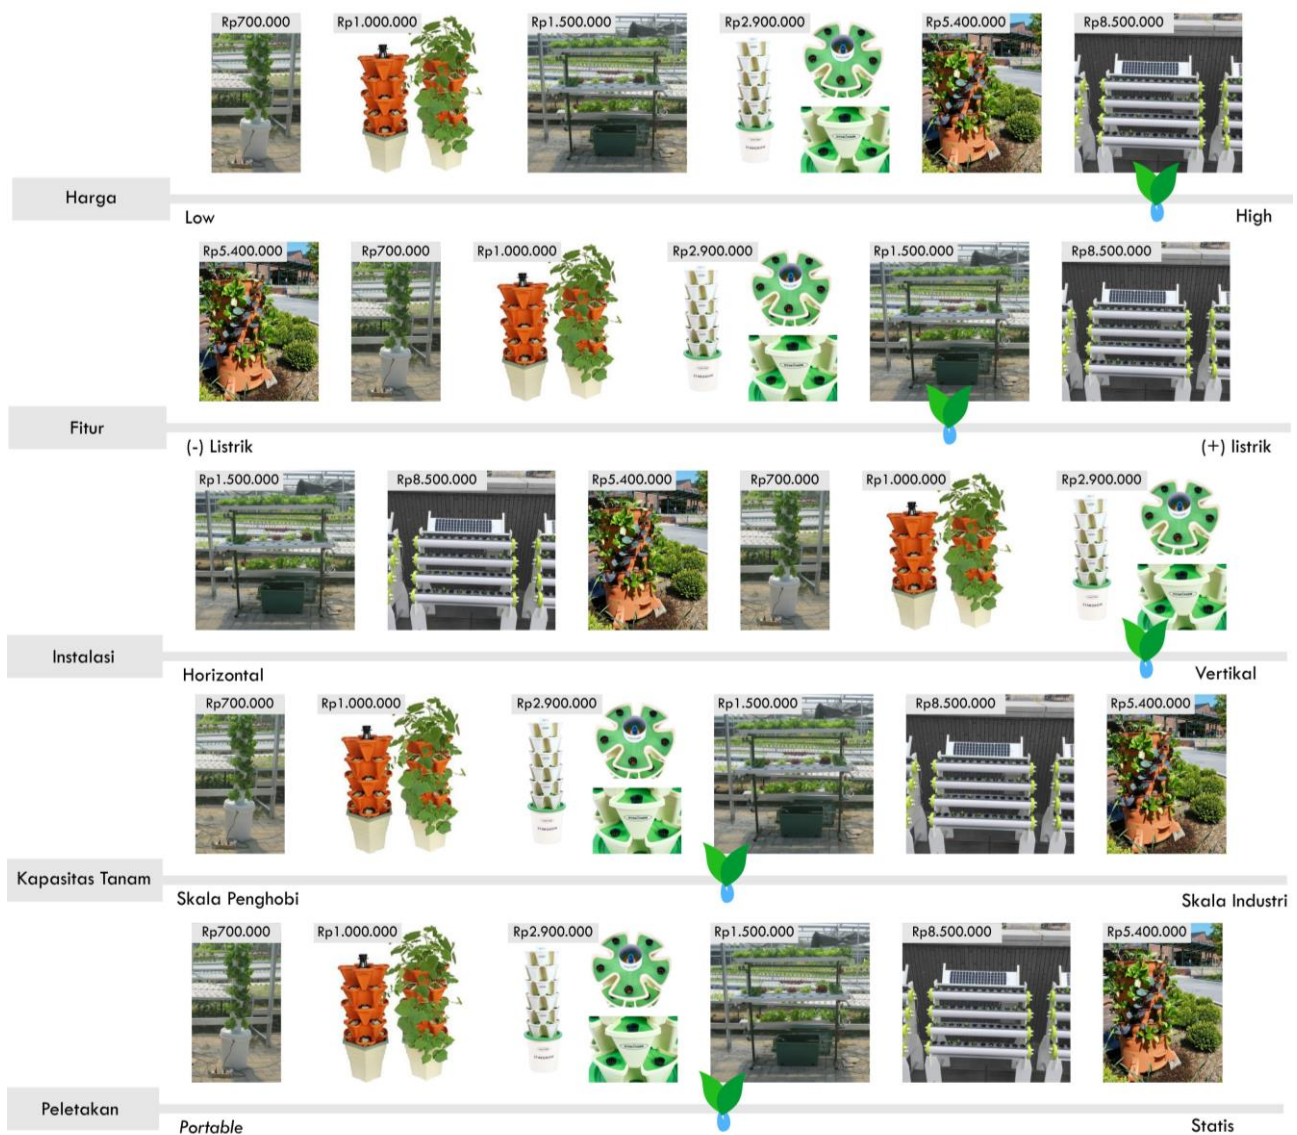 Rp700.000 Rp1.000.000 Rp1.500.000 Rp2.900.000 Rp5.400.000 Rp8.500.000
Harga
Low High
Rp5.400.000 Rp700.000 Rp1.000.000 Rp2.900.000 Rp1.500.000 Rp8.500.000
Fitur
(-) Listrik (+) listrik
Rp1.500.000 Rp8.500.000 Rp5.400.000 Rp700.000 Rp1.000.000 Rp2.900.000
Instalasi
Horizontal Vertikal
Rp700.000 Rp1.000.000 Rp2.900.000 Rp1.500.000 Rp8.500.000 Rp5.400.000
Kapasitas Tanam
Skala Penghobi Skala Industri
Rp700.000 Rp1.000.000 Rp2.900.000 Rp1.500.000 Rp8.500.000 Rp5.400.000
Peletakan
Portable Statis